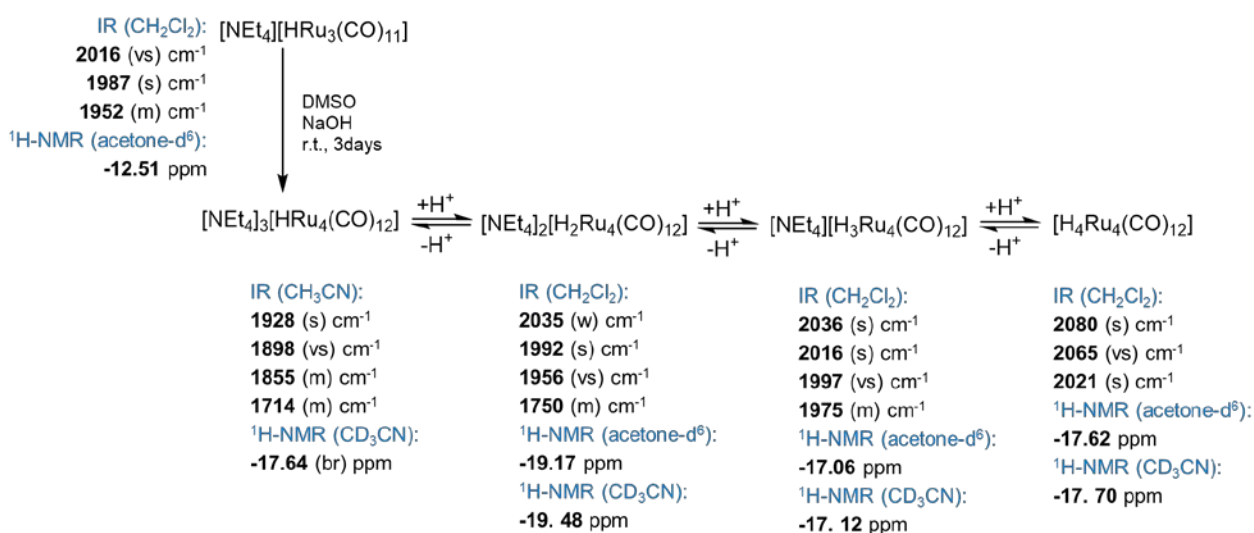 IR (CH₂Cl₂):
2016 (vs) cm⁻¹
1987 (s) cm⁻¹
1952 (m) cm⁻¹
¹H-NMR (acetone-d⁶):
-12.51 ppm
[NEt₄][HRu₃(CO)₁₁]
DMSO
NaOH
r.t., 3days
[NEt₄]₃[HRu₄(CO)₁₂]
+H⁺
-H⁺
[NEt₄]₂[H₂Ru₄(CO)₁₂]
+H⁺
-H⁺
[NEt₄][H₃Ru₄(CO)₁₂]
+H⁺
-H⁺
[H₄Ru₄(CO)₁₂]
IR (CH₃CN):
1928 (s) cm⁻¹
1898 (vs) cm⁻¹
1855 (m) cm⁻¹
1714 (m) cm⁻¹
¹H-NMR (CD₃CN):
-17.64 (br) ppm
IR (CH₂Cl₂):
2035 (w) cm⁻¹
1992 (s) cm⁻¹
1956 (vs) cm⁻¹
1750 (m) cm⁻¹
¹H-NMR (acetone-d⁶):
-19.17 ppm
¹H-NMR (CD₃CN):
-19. 48 ppm
IR (CH₂Cl₂):
2036 (s) cm⁻¹
2016 (s) cm⁻¹
1997 (vs) cm⁻¹
1975 (m) cm⁻¹
¹H-NMR (acetone-d⁶):
-17.06 ppm
¹H-NMR (CD₃CN):
-17. 12 ppm
IR (CH₂Cl₂):
2080 (s) cm⁻¹
2065 (vs) cm⁻¹
2021 (s) cm⁻¹
¹H-NMR (acetone-d⁶):
-17.62 ppm
¹H-NMR (CD₃CN):
-17. 70 ppm